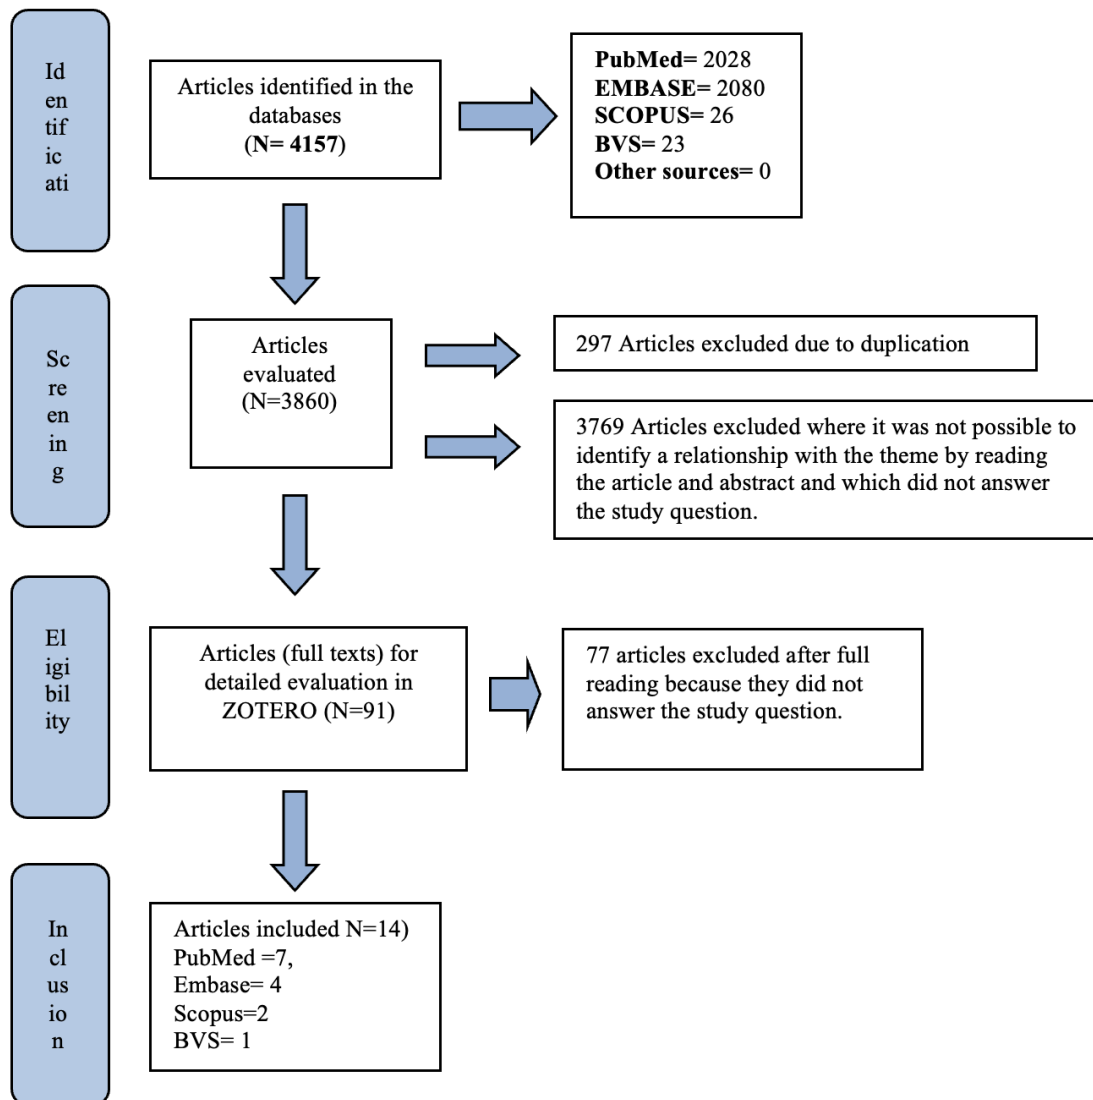 Id
en
tif
ic
ati
Articles identified in the
databases
(N= 4157)
PubMed= 2028
EMBASE= 2080
SCOPUS= 26
BVS= 23
Other sources= 0
Sc
re
en
in
g
Articles
evaluated
(N=3860)
297 Articles excluded due to duplication
3769 Articles excluded where it was not possible to
identify a relationship with the theme by reading
the article and abstract and which did not answer
the study question.
El
igi
bil
ity
Articles (full texts) for
detailed evaluation in
ZOTERO (N=91)
77 articles excluded after full
reading because they did not
answer the study question.
In
cl
us
io
n
Articles included N=14)
PubMed =7,
Embase= 4
Scopus=2
BVS= 1